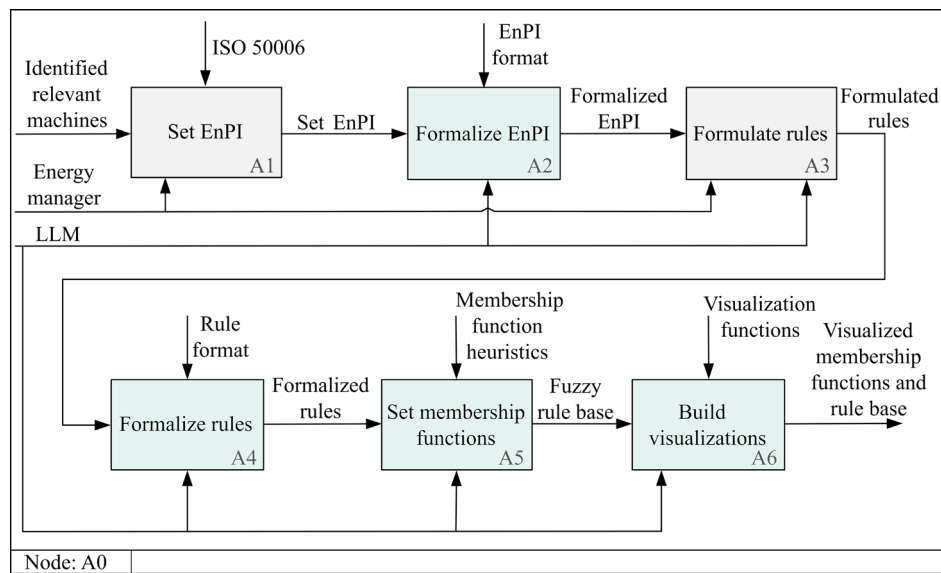 ISO 50006
EnPI
format
Identified
relevant
machines
Set EnPI
A1
Set EnPI
Formalize EnPI
A2
Formalized
EnPI
Formulate rules
A3
Formulated
rules
Energy
manager
LLM
Rule
format
Membership
function
heuristics
Visualization
functions
Formalize rules
A4
Formalized
rules
Set membership
functions
A5
Fuzzy
rule base
Build
visualizations
A6
Visualized
membership
functions and
rule base
Node: A0